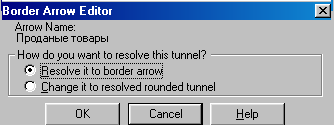 Border Arrow Editor
Arrow Name:
Проданые товары
How do you want to resolve this tunnel?
Resolve it to border arrow
Change it to resolved rounded tunnel
OK Cancel Help